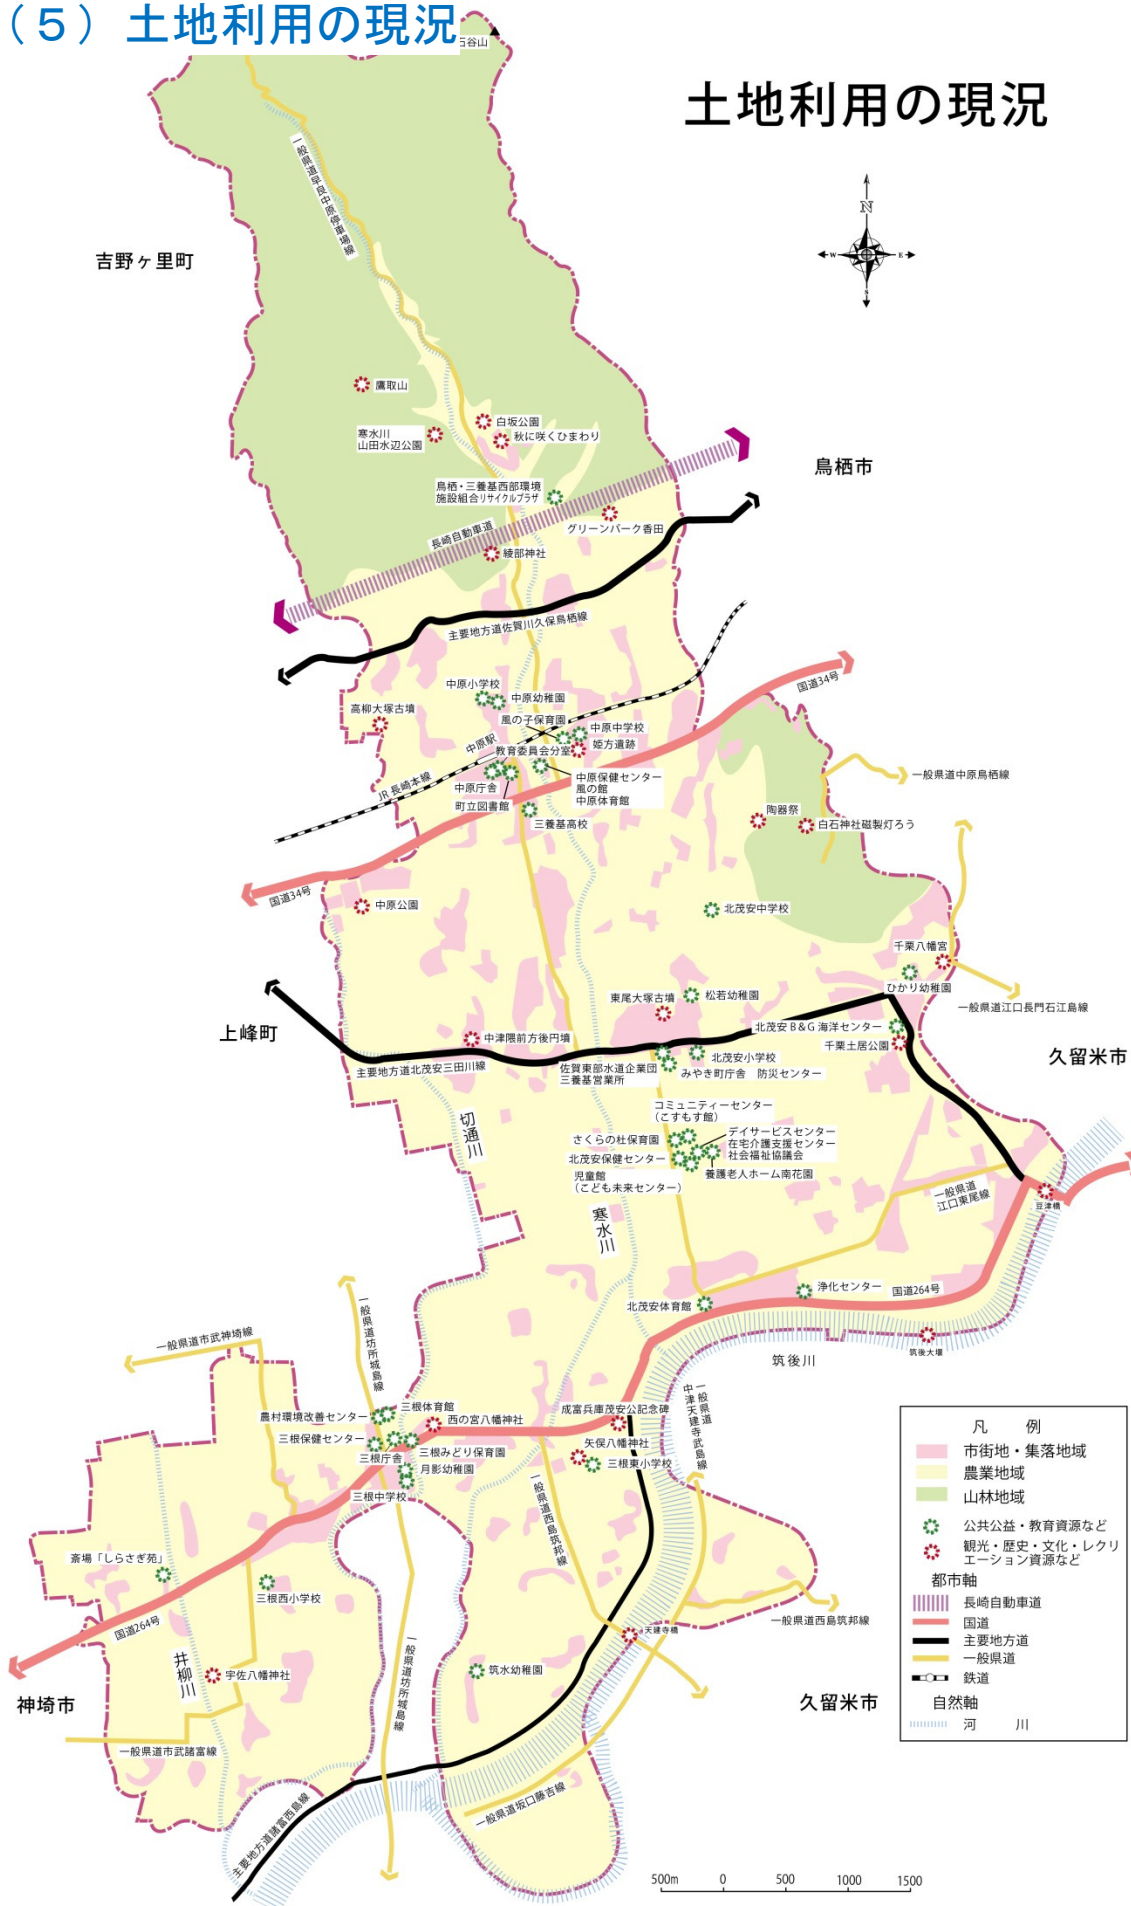 （５）土地利用の現況
石谷山
土地利用の現況
N
W
E
S
一般県道早良中原停車場線
吉野ヶ里町
鷹取山
白坂公園
秋に咲くひまわり
寒水川
山田水辺公園
鳥栖市
鳥栖・三養基西部環境
施設組合リサイクルプラザ
グリーンパーク香田
長崎自動車道
綾部神社
主要地方道佐賀川久保鳥栖線
国道34号
中原小学校
中原幼稚園
高柳大塚古墳
風の子保育園
中原中学校
姫方遺跡
中原駅
教育委員会分室
JR長崎本線
中原庁舎
町立図書館
中原保健センター
風の館
中原体育館
三養基高校
一般県道中原鳥栖線
陶器祭
白石神社磁製灯ろう
国道34号
中原公園
北茂安中学校
千栗八幡宮
ひかり幼稚園
一般県道江口長門石江島線
東尾大塚古墳
松若幼稚園
上峰町
北茂安B&G海洋センター
千栗土居公園
中津隈前方後円墳
久留米市
主要地方道北茂安三田川線
佐賀東部水道企業団
三養基営業所
北茂安小学校
みやき町庁舎　防災センター
切通川
コミュニティーセンター
（こすもす館）
さくらの杜保育園
デイサービスセンター
在宅介護支援センター
社会福祉協議会
北茂安保健センター
養護老人ホーム南花園
児童館
（こども未来センター）
一般県道
江口東尾線
豆津橋
寒水川
浄化センター
国道264号
北茂安体育館
筑後大堰
筑後川
一般県道市武神埼線
一般県道坊所城島線
一般県道
中津天建寺武島線
農村環境改善センター
三根体育館
西の宮八幡神社
成富兵庫茂安公記念碑
三根保健センター
三根庁舎
三根みどり保育園
月影幼稚園
三根中学校
矢俣八幡神社
三根東小学校
一般県道西島筑邦線
斎場「しらさぎ苑」
三根西小学校
国道264号
井柳川
宇佐八幡神社
神埼市
一般県道市武諸富線
一般県道坊所城島線
筑水幼稚園
天建寺橋
一般県道西島筑邦線
久留米市
一般県道坂口藤吉線
主要地方道諸富西島線
凡　例
市街地・集落地域
農業地域
山林地域
公共公益・教育資源など
観光・歴史・文化・レクリ
エーション資源など
都市軸
長崎自動車道
国道
主要地方道
一般県道
鉄道
自然軸
河　川
500m 0 500 1000 1500